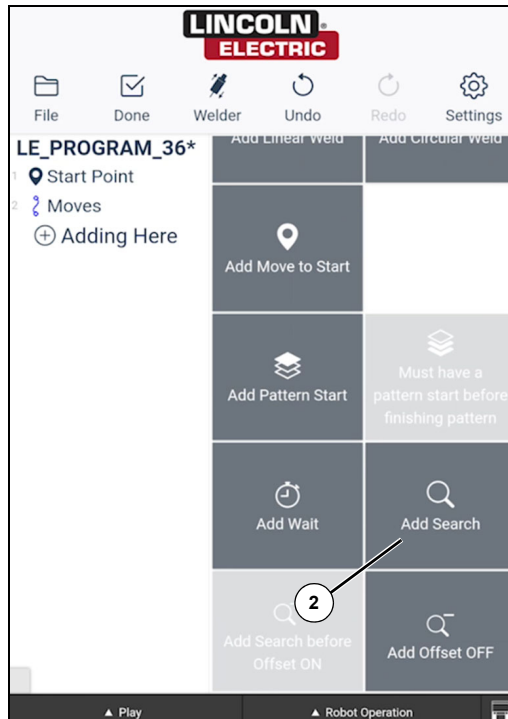 LINCOLN
ELECTRIC
File Done Welder Undo Redo Settings
LE_PROGRAM_36*
1 Start Point
2 Moves
Adding Here
Add Linear Weld Add Circular Weld
Add Move to Start
Add Pattern Start
Must have a
pattern start before
finishing pattern
Add Wait
Add Search
2
Add Search before
Offset ON
Add Offset OFF
▲ Play ▲ Robot Operation